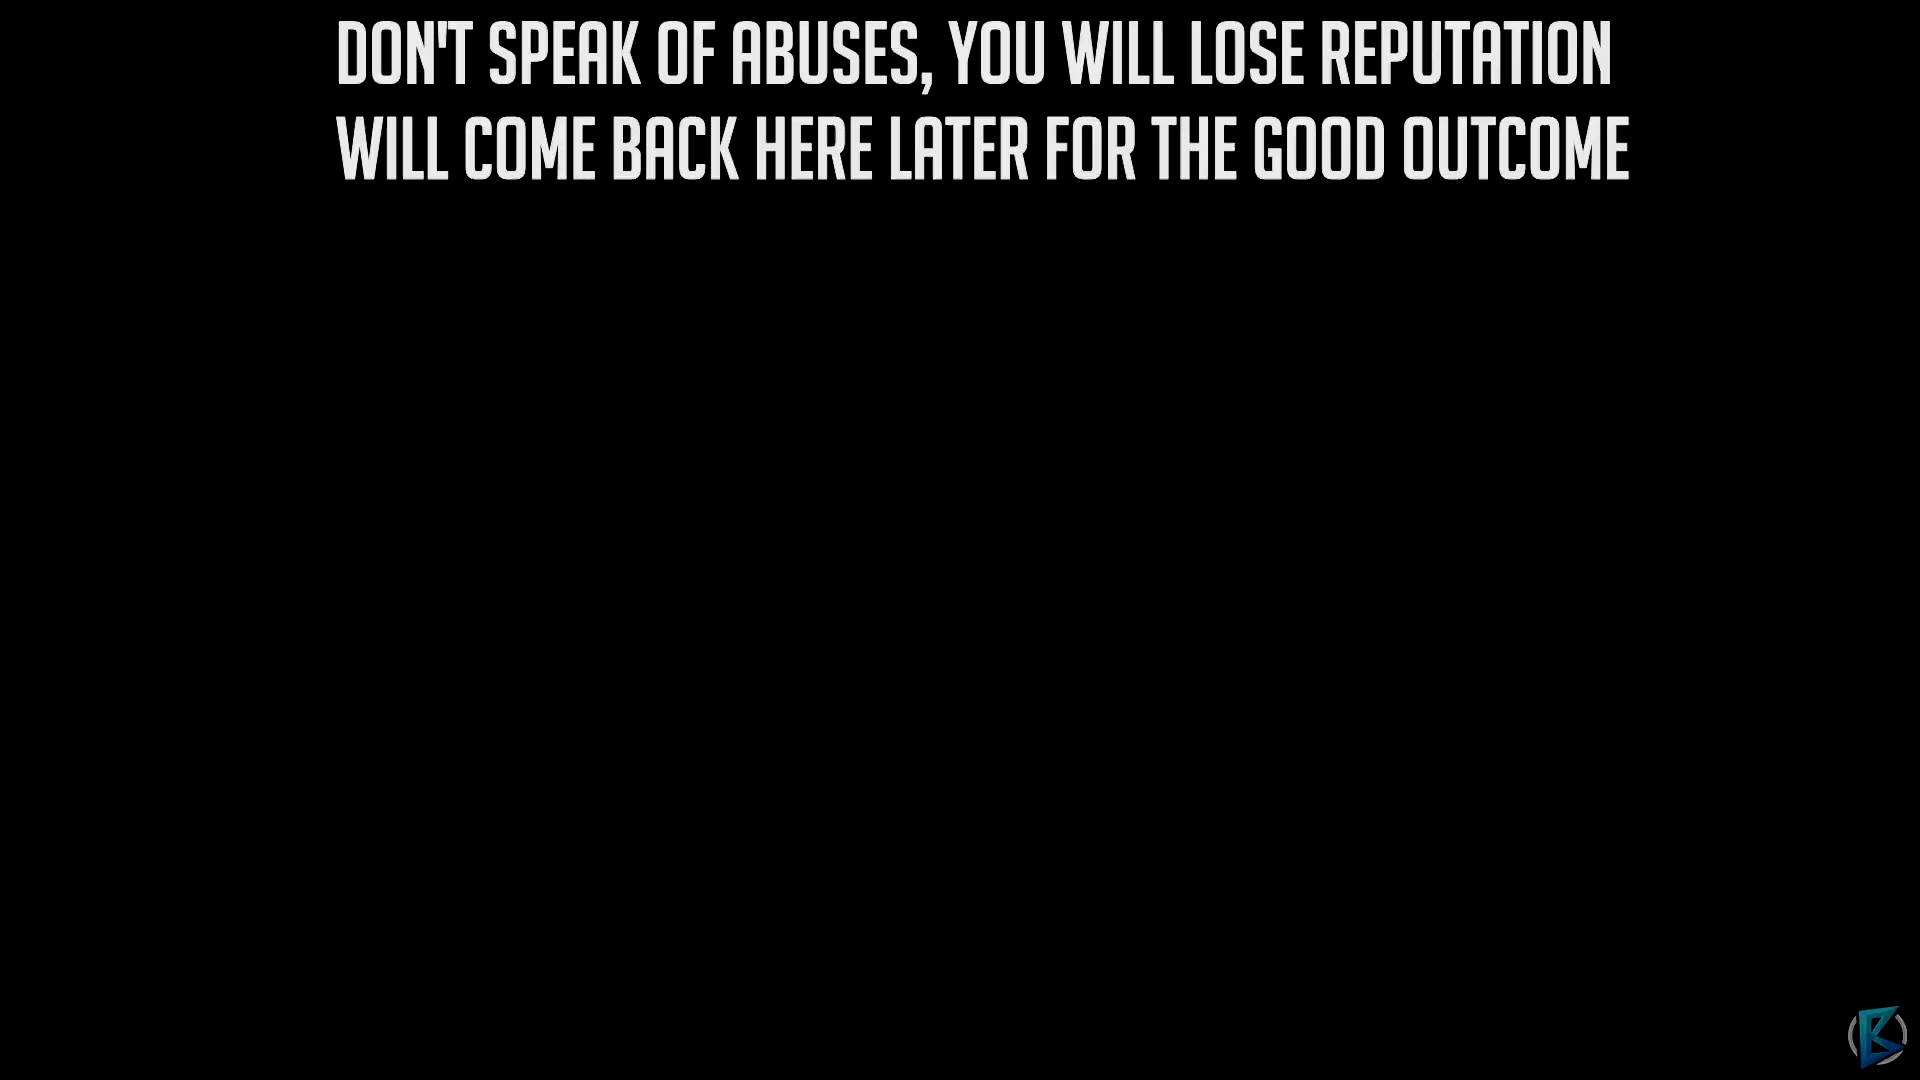 DON'T SPEAK OF ABUSES, YOU WILL LOSE REPUTATION
WILL COME BACK HERE LATER FOR THE GOOD OUTCOME